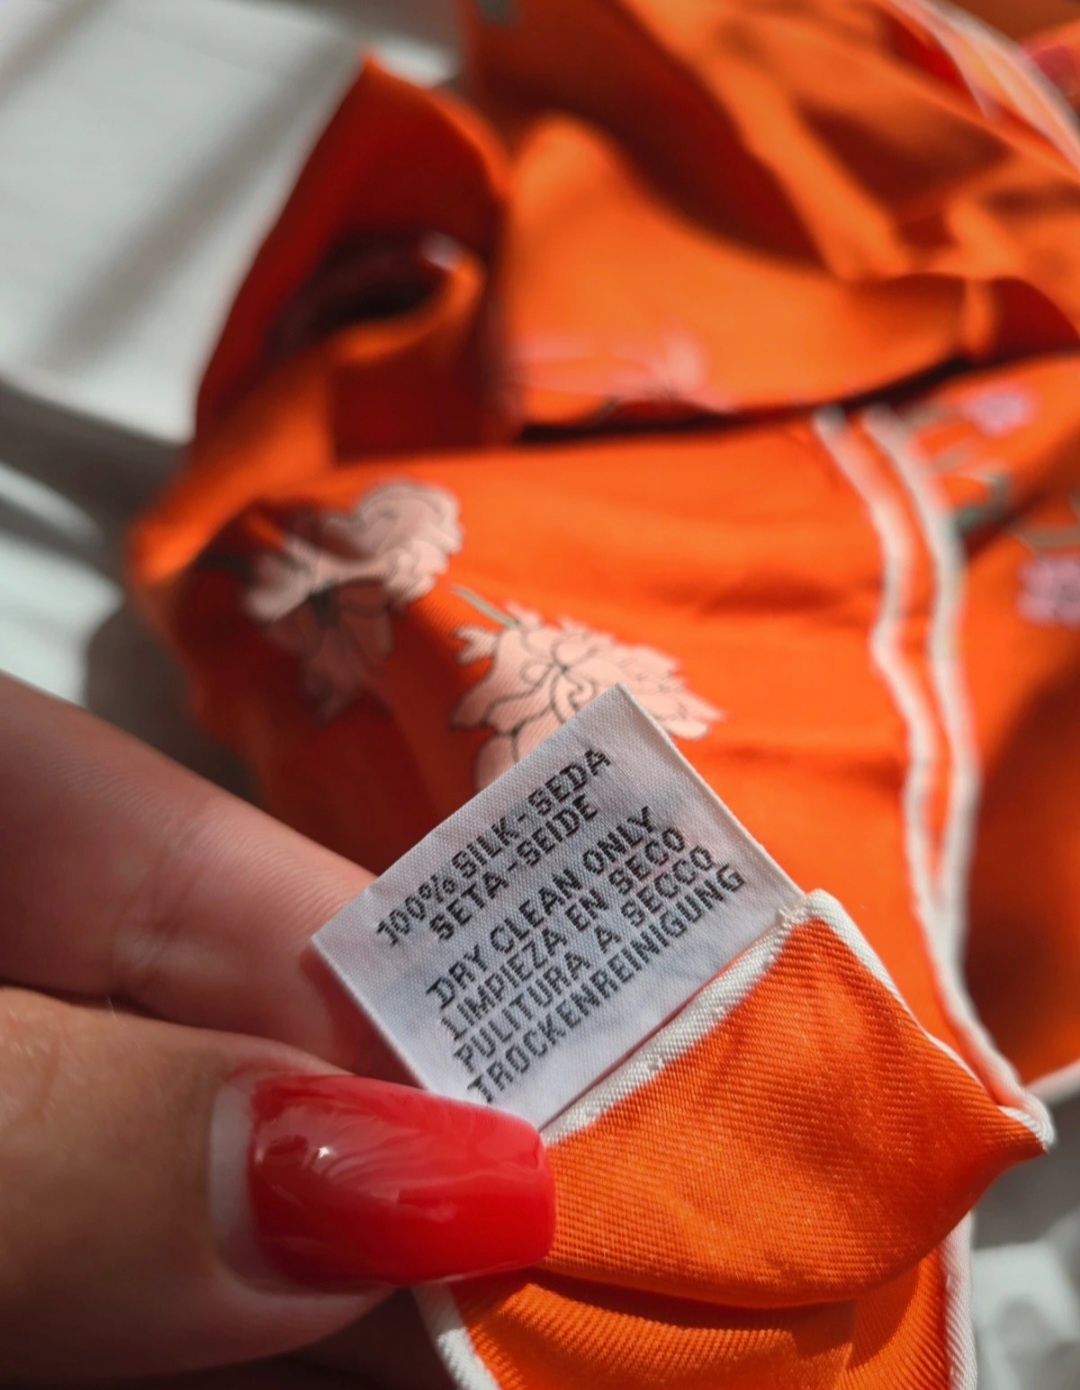 100% SILK-SEDA
SETA-SEIDE
DRY CLEAN ONLY
LIMPIEZA EN SECO
PULITURA A SECCO
TROCKENREINIGUNG